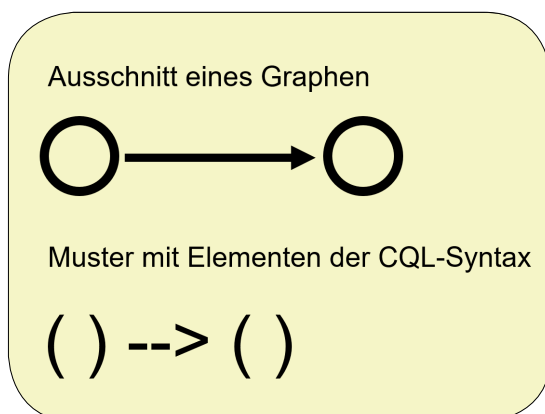 Ausschnitt eines Graphen
Muster mit Elementen der CQL-Syntax
( ) --> ( )